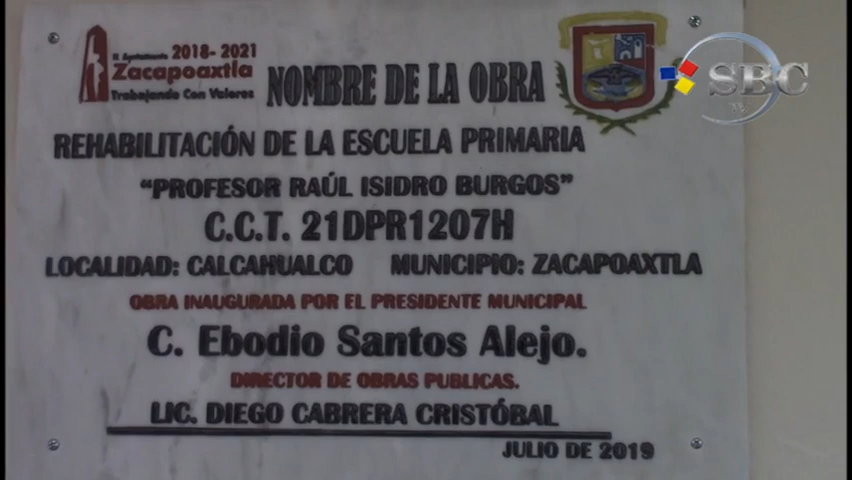 H Ayuntamiento 2018-2021
Zacapoaxtla
Trabajando Con Valores
NOMBRE DE LA OBRA
SBC
TV
REHABILITACIÓN DE LA ESCUELA PRIMARIA
“PROFESOR RAÚL ISIDRO BURGOS”
C.C.T. 21DPR1207H
LOCALIDAD: CALCAHUALCO MUNICIPIO: ZACAPOAXTLA
OBRA INAUGURADA POR EL PRESIDENTE MUNICIPAL
C. Ebodio Santos Alejo.
DIRECTOR DE OBRAS PUBLICAS.
LIC. DIEGO CABRERA CRISTÓBAL
JULIO DE 2019